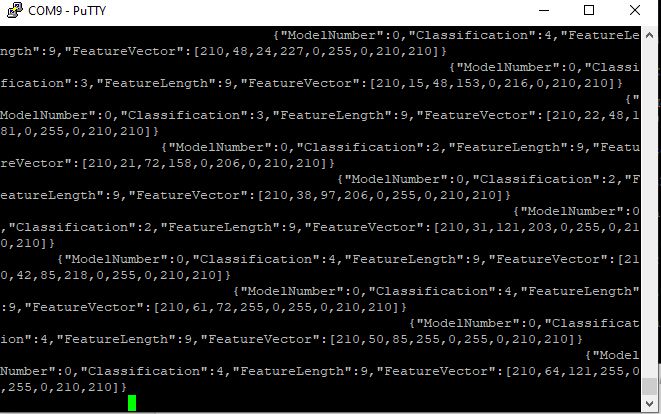 COM9 - PuTTY
{"ModelNumber":0,"Classification":4,"FeatureLe
ngth":9,"FeatureVector":[210,48,24,227,0,255,0,210,210]}
{"ModelNumber":0,"Classi
fication":3,"FeatureLength":9,"FeatureVector":[210,15,48,153,0,216,0,210,210]}
{"
ModelNumber":0,"Classification":3,"FeatureLength":9,"FeatureVector":[210,22,48,1
81,0,255,0,210,210]}
{"ModelNumber":0,"Classification":2,"FeatureLength":9,"Featu
reVector":[210,21,72,158,0,206,0,210,210]}
{"ModelNumber":0,"Classification":2,"F
eatureLength":9,"FeatureVector":[210,38,97,206,0,255,0,210,210]}
{"ModelNumber":0
,"Classification":2,"FeatureLength":9,"FeatureVector":[210,31,121,203,0,255,0,21
0,210]}
{"ModelNumber":0,"Classification":4,"FeatureLength":9,"FeatureVector":[21
0,42,85,218,0,255,0,210,210]}
{"ModelNumber":0,"Classification":4,"FeatureLength"
:9,"FeatureVector":[210,61,72,255,0,255,0,210,210]}
{"ModelNumber":0,"Classificat
ion":4,"FeatureLength":9,"FeatureVector":[210,50,85,255,0,255,0,210,210]}
{"Model
Number":0,"Classification":4,"FeatureLength":9,"FeatureVector":[210,64,121,255,0
,255,0,210,210]}